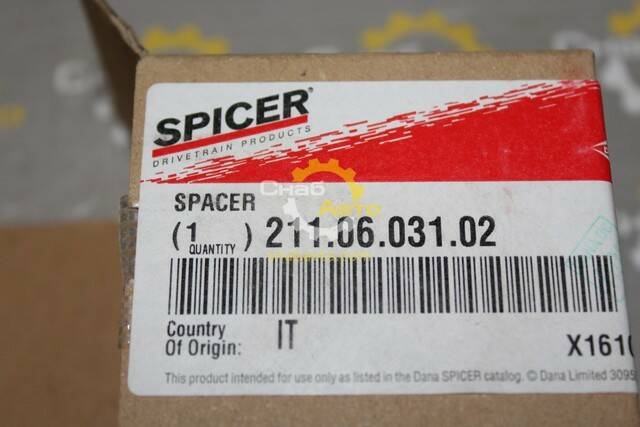 SPICER®
DRIVETRAIN PRODUCTS
Снаб
Авто
SPACER
(1 QUANTITY) 211.06.031.02
Country
Of Origin: IT
X161
This product intended for use only as listed in the Dana SPICER catalog. © Dana Limited 3095